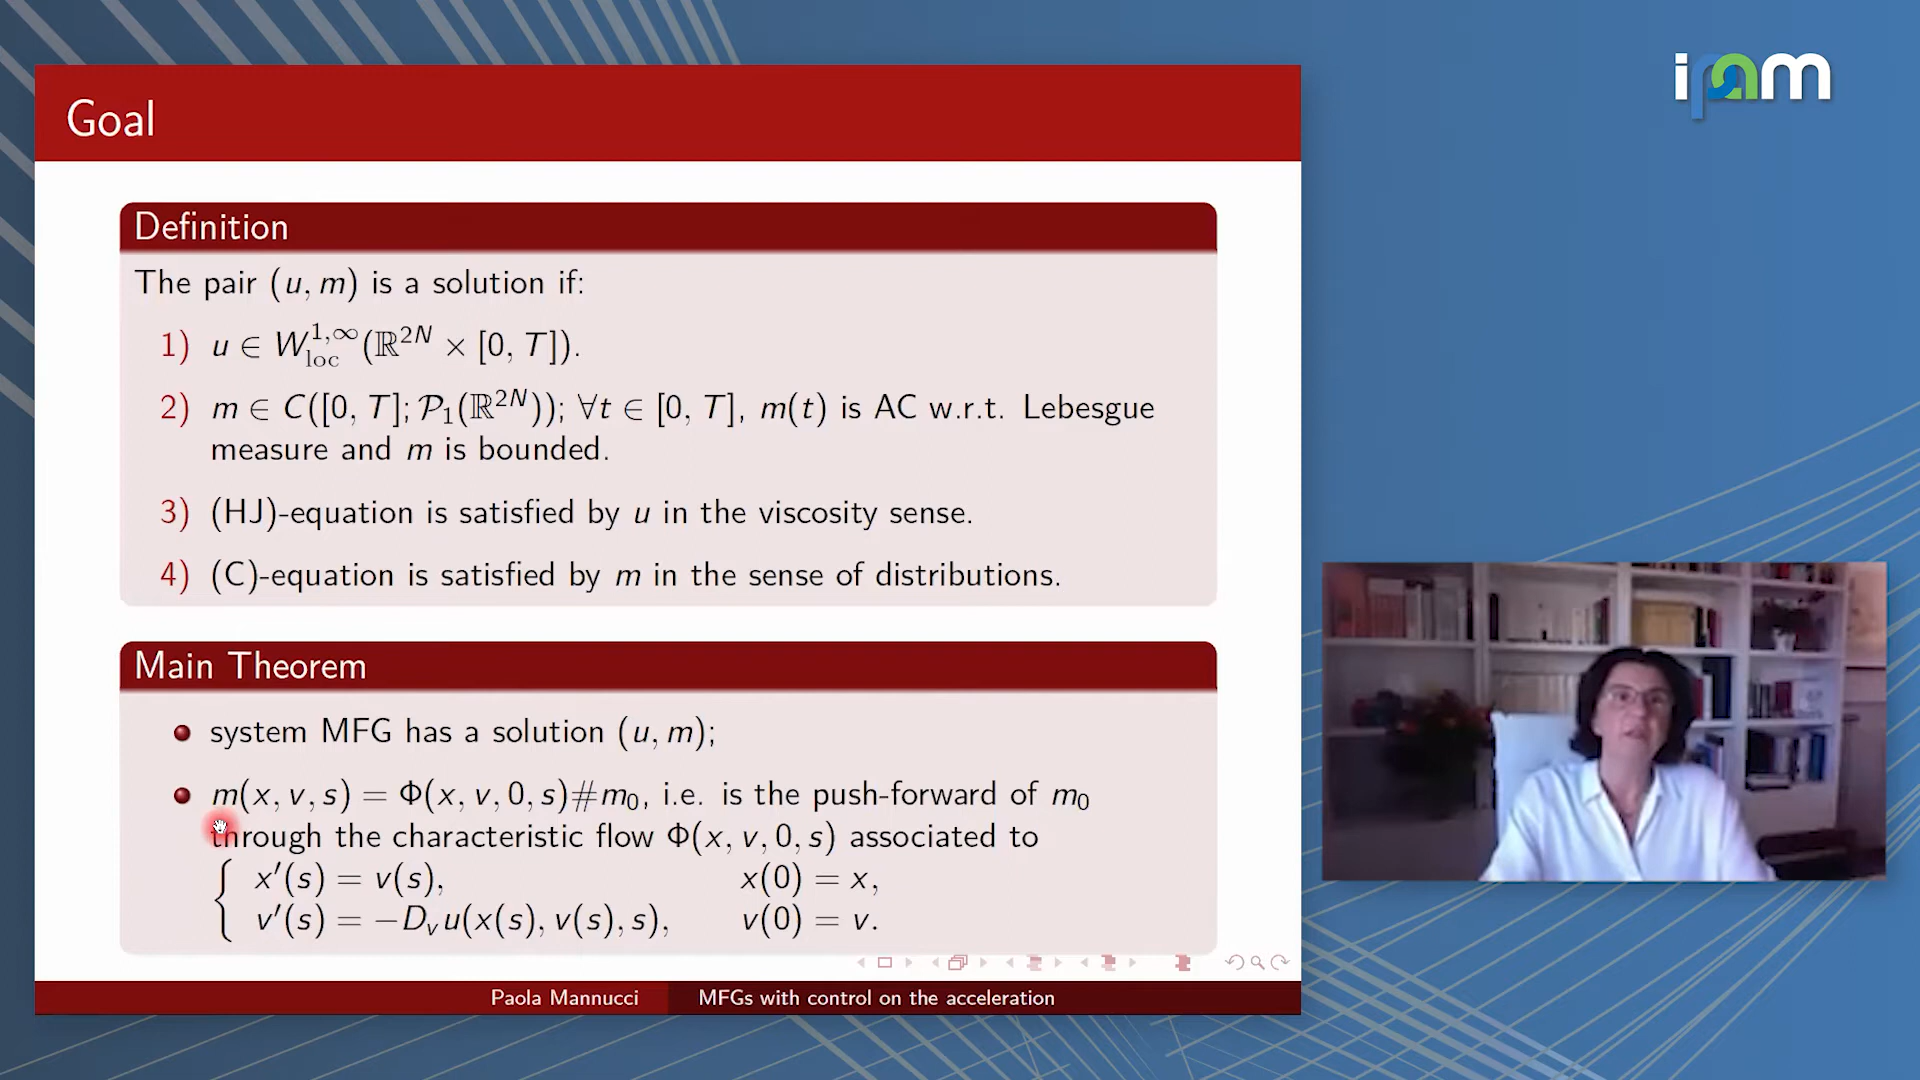 ipam
Goal
Definition
The pair (u, m) is a solution if:
1) u ∈ W^{1,∞}_{loc}(ℝ^{2N} × [0, T]).
2) m ∈ C([0, T]; 𝒫₁(ℝ^{2N})); ∀t ∈ [0, T], m(t) is AC w.r.t. Lebesgue
measure and m is bounded.
3) (HJ)-equation is satisfied by u in the viscosity sense.
4) (C)-equation is satisfied by m in the sense of distributions.
Main Theorem
system MFG has a solution (u, m);
m(x, v, s) = Φ(x, v, 0, s)#m₀, i.e. is the push-forward of m₀
through the characteristic flow Φ(x, v, 0, s) associated to
x′(s) = v(s), x(0) = x,
v′(s) = −D_v u(x(s), v(s), s), v(0) = v.
Paola Mannucci MFGs with control on the acceleration